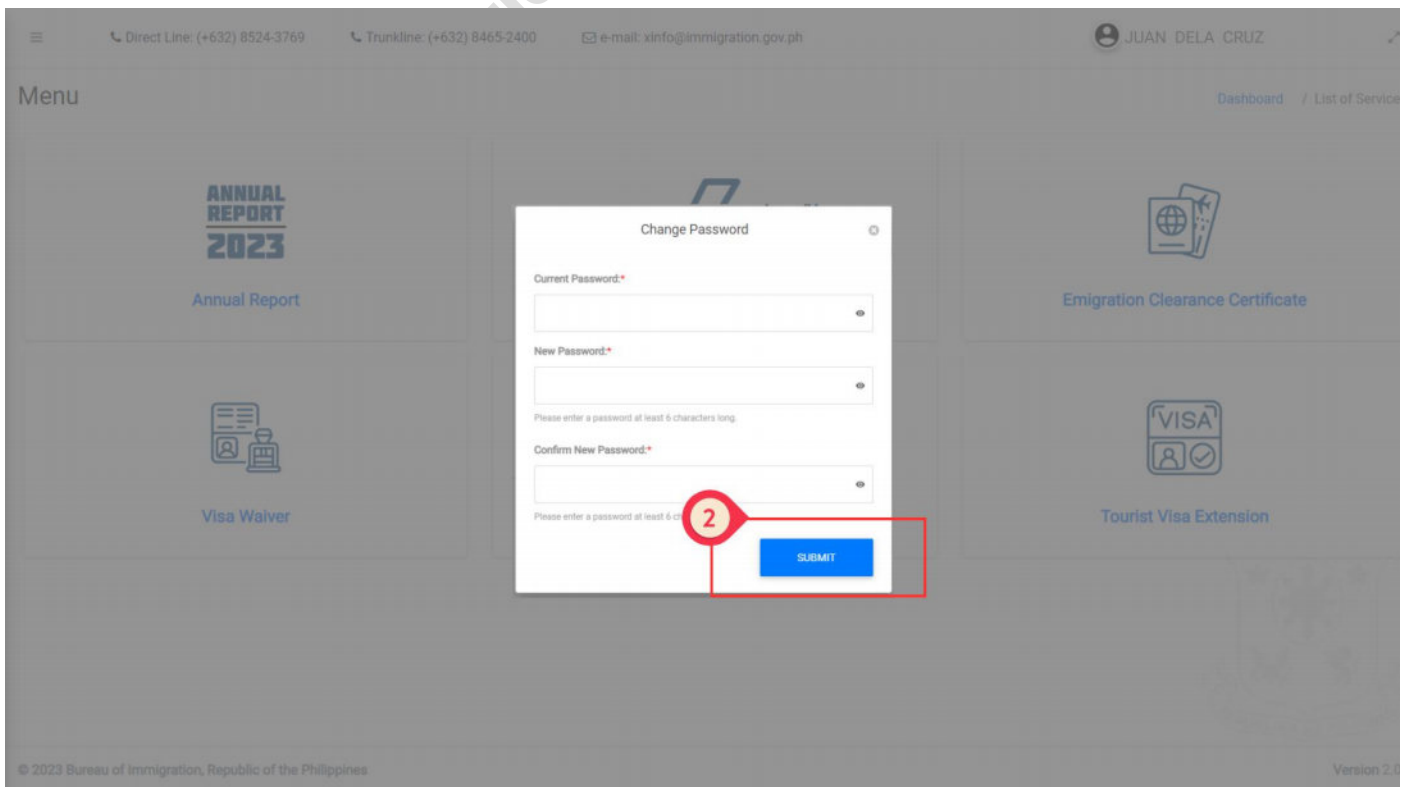 Direct Line: (+632) 8524-3769 Trunkline: (+632) 8465-2400 e-mail: xinfo@immigration.gov.ph JUAN DELA CRUZ
Menu
Dashboard / List of Service
ANNUAL
REPORT
2023
Annual Report
Emigration Clearance Certificate
Change Password
Current Password:*
New Password:*
Please enter a password at least 6 characters long.
Confirm New Password:*
Please enter a password at least 6
2
SUBMIT
Visa Waiver
VISA
Tourist Visa Extension
© 2023 Bureau of Immigration, Republic of the Philippines
Version 2.0